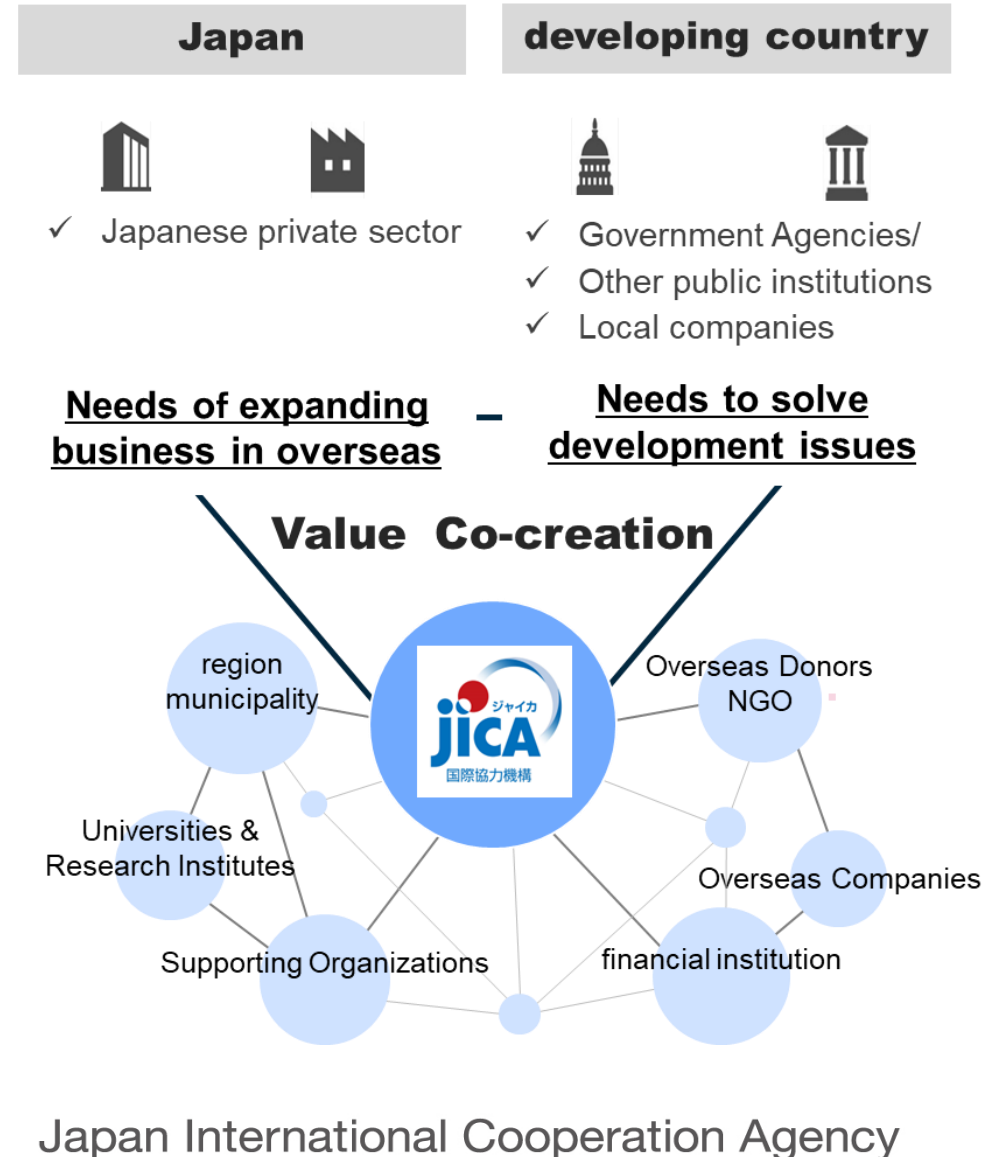 Japan
developing country
✓ Japanese private sector
✓ Government Agencies/
✓ Other public institutions
✓ Local companies
Needs of expanding
business in overseas
–
Needs to solve
development issues
Value Co-creation
region
municipality
ジャイカ
jICA
国際協力機構
Overseas Donors
NGO
Universities &
Research Institutes
Overseas Companies
Supporting Organizations
financial institution
Japan International Cooperation Agency